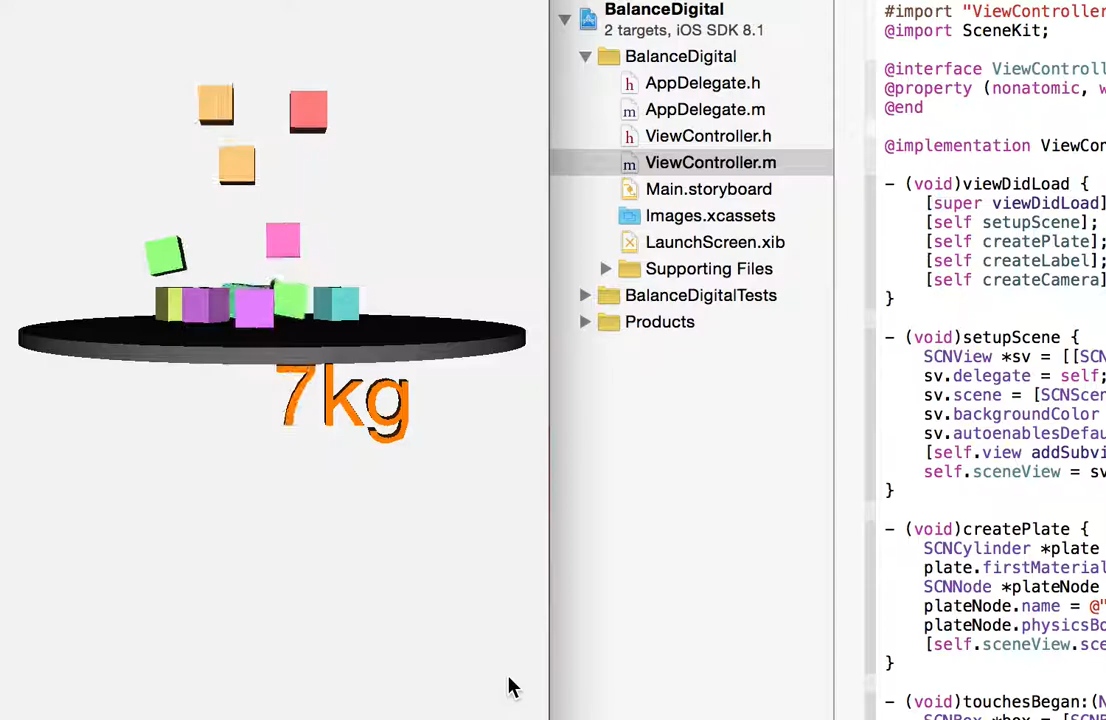 7kg
BalanceDigital
2 targets, iOS SDK 8.1
BalanceDigital
AppDelegate.h
AppDelegate.m
ViewController.h
ViewController.m
Main.storyboard
Images.xcassets
LaunchScreen.xib
Supporting Files
BalanceDigitalTests
Products
#import "ViewController
@import SceneKit;
@interface ViewControll
@property (nonatomic, w
@end
@implementation ViewCon
- (void)viewDidLoad {
[super viewDidLoad]
[self setupScene];
[self createPlate];
[self createLabel];
[self createCamera]
}
- (void)setupScene {
SCNView *sv = [[SCN
sv.delegate = self;
sv.scene = [SCNScen
sv.backgroundColor
sv.autoenablesDefau
[self.view addSubvi
self.sceneView = sv
}
- (void)createPlate {
SCNCylinder *plate
plate.firstMaterial
SCNNode *plateNode
plateNode.name = @"
plateNode.physicsBo
[self.sceneView.sce
}
- (void)touchesBegan:(N
SCNBox *box = [SCNB